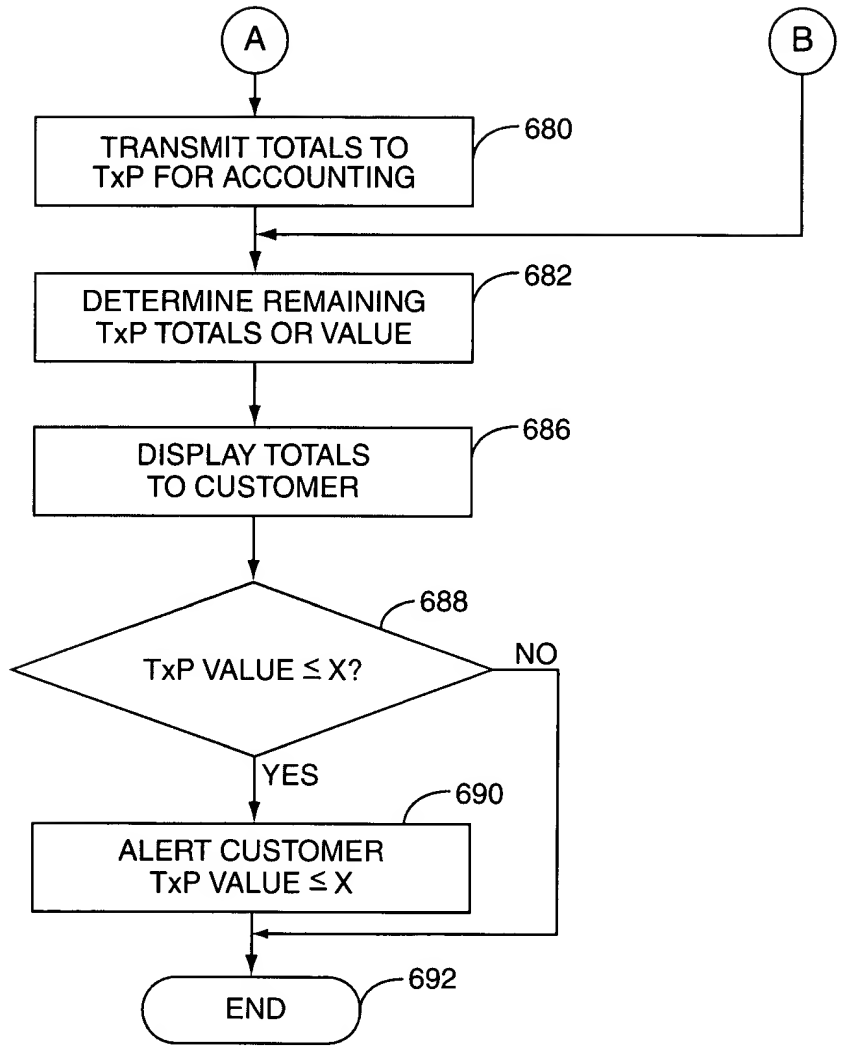 A
B
TRANSMIT TOTALS TO
TxP FOR ACCOUNTING
680
DETERMINE REMAINING
TxP TOTALS OR VALUE
682
DISPLAY TOTALS
TO CUSTOMER
686
688
TxP VALUE ≤ X?
NO
YES
690
ALERT CUSTOMER
TxP VALUE ≤ X
END
692